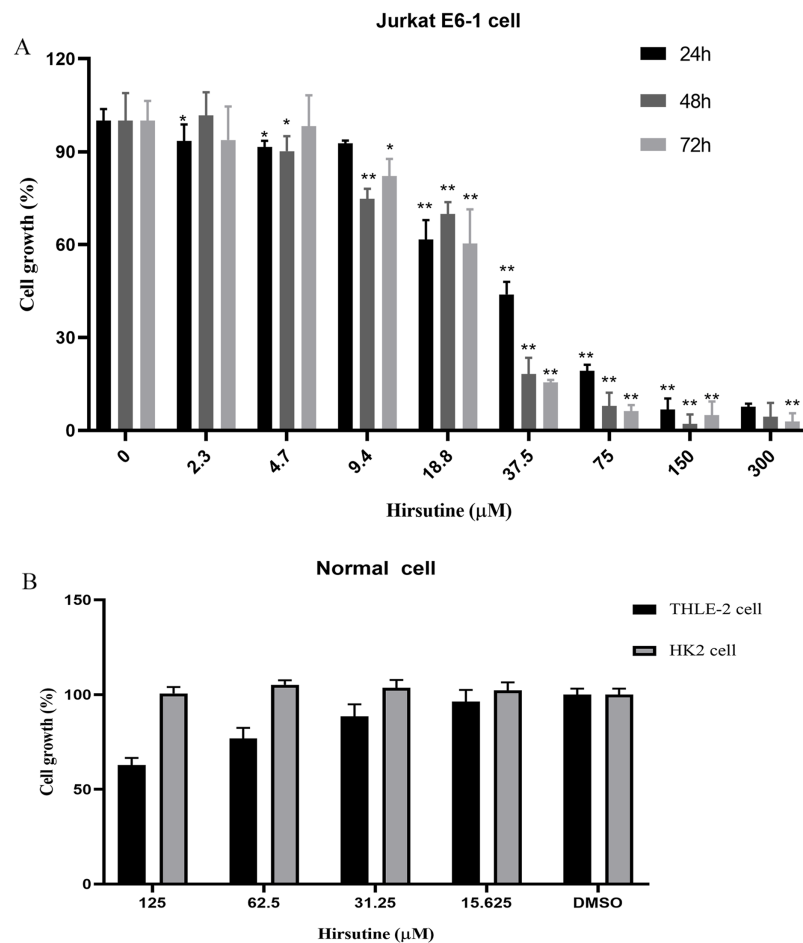 Jurkat E6-1 cell
A
24h
48h
72h
120
90
60
30
0
Cell growth (%)
* * * * ** * ** ** ** ** ** ** ** ** ** ** ** ** **
0 2.3 4.7 9.4 18.8 37.5 75 150 300
Hirsutine (μM)
B
Normal cell
THLE-2 cell
HK2 cell
150
100
50
0
Cell growth (%)
125 62.5 31.25 15.625 DMSO
Hirsutine (μM)